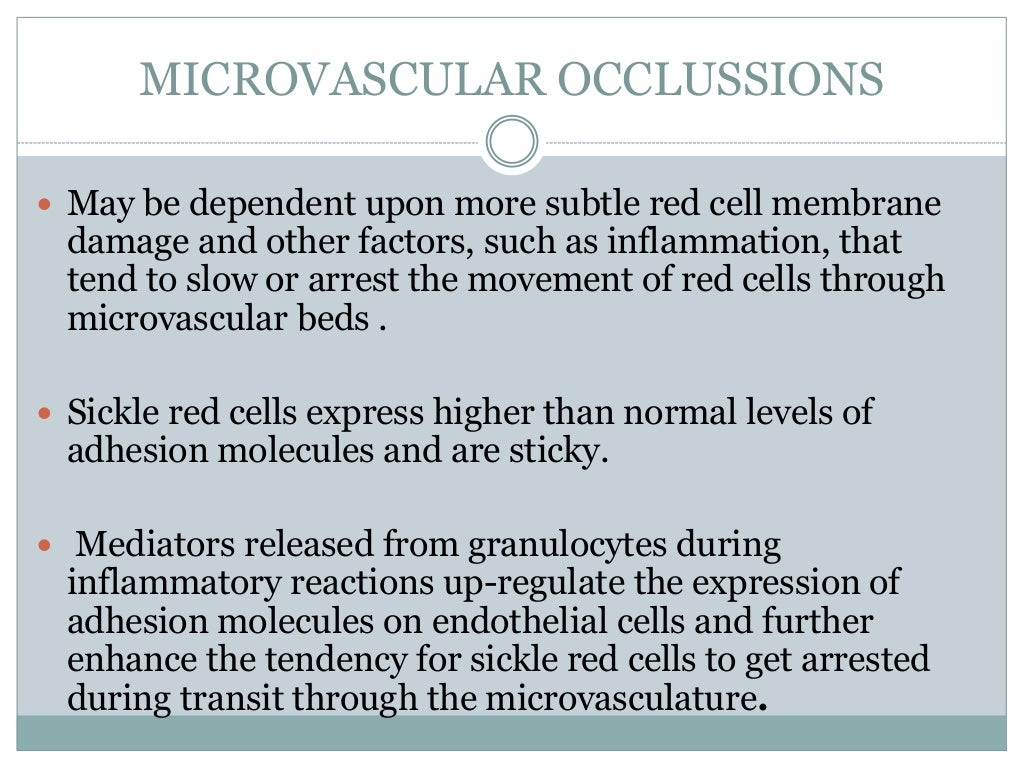 MICROVASCULAR OCCLUSSIONS
• May be dependent upon more subtle red cell membrane
damage and other factors, such as inflammation, that
tend to slow or arrest the movement of red cells through
microvascular beds .
• Sickle red cells express higher than normal levels of
adhesion molecules and are sticky.
• Mediators released from granulocytes during
inflammatory reactions up-regulate the expression of
adhesion molecules on endothelial cells and further
enhance the tendency for sickle red cells to get arrested
during transit through the microvasculature.